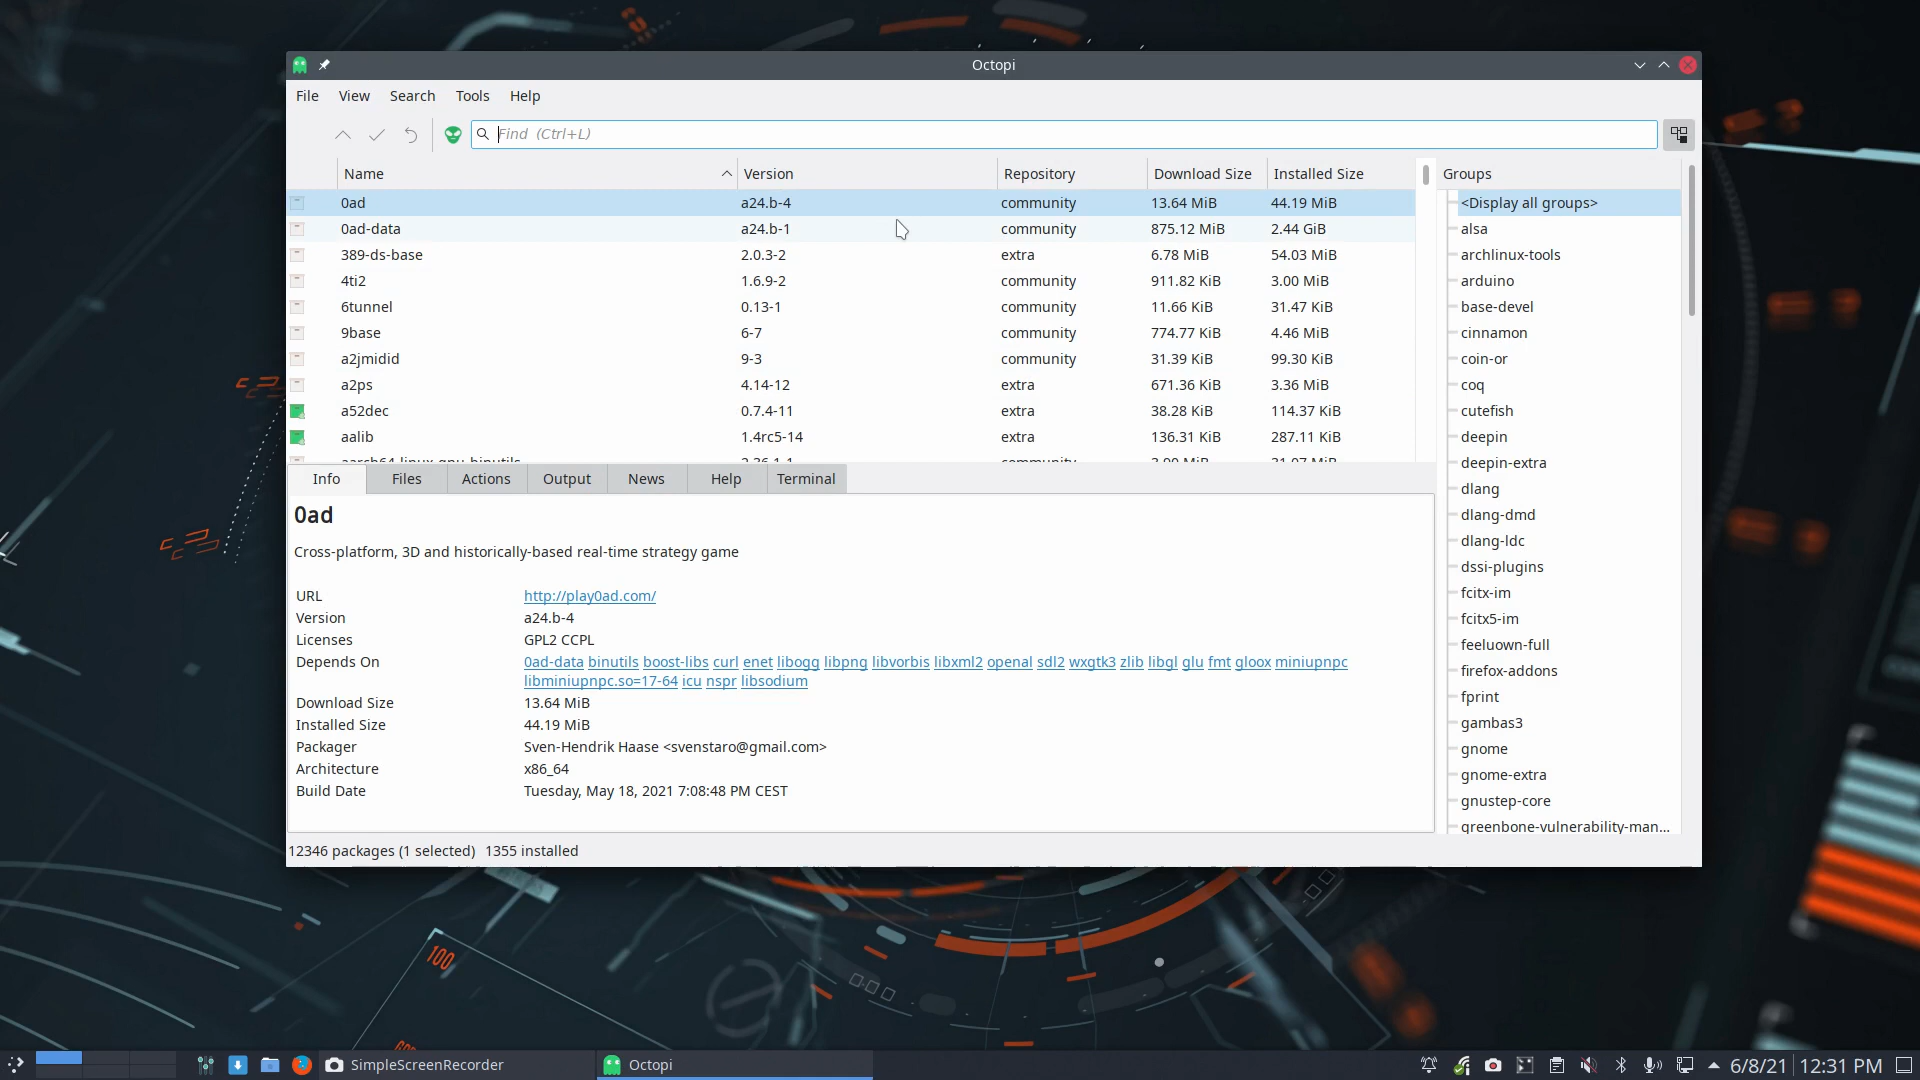 Octopi
File View Search Tools Help
Find (Ctrl+L)
Name Version Repository Download Size Installed Size Groups
0ad a24.b-4 community 13.64 MiB 44.19 MiB <Display all groups>
0ad-data a24.b-1 community 875.12 MiB 2.44 GiB alsa
389-ds-base 2.0.3-2 extra 6.78 MiB 54.03 MiB archlinux-tools
4ti2 1.6.9-2 community 911.82 KiB 3.00 MiB arduino
6tunnel 0.13-1 community 11.66 KiB 31.47 KiB base-devel
9base 6-7 community 774.77 KiB 4.46 MiB cinnamon
a2jmidid 9-3 community 31.39 KiB 99.30 KiB coin-or
a2ps 4.14-12 extra 671.36 KiB 3.36 MiB coq
a52dec 0.7.4-11 extra 38.28 KiB 114.37 KiB cutefish
aalib 1.4rc5-14 extra 136.31 KiB 287.11 KiB deepin
deepin-extra
Info Files Actions Output News Help Terminal
dlang
0ad
dlang-dmd
dlang-ldc
Cross-platform, 3D and historically-based real-time strategy game
dssi-plugins
URL http://play0ad.com/ fcitx-im
Version a24.b-4 fcitx5-im
Licenses GPL2 CCPL feeluown-full
Depends On 0ad-data binutils boost-libs curl enet libogg libpng libvorbis libxml2 openal sdl2 wxgtk3 zlib libgl glu fmt gloox miniupnpc firefox-addons
libminiupnpc.so=17-64 icu nspr libsodium
Download Size 13.64 MiB fprint
Installed Size 44.19 MiB gambas3
Packager Sven-Hendrik Haase <svenstaro@gmail.com> gnome
Architecture x86_64 gnome-extra
Build Date Tuesday, May 18, 2021 7:08:48 PM CEST gnustep-core
greenbone-vulnerability-man...
12346 packages (1 selected) 1355 installed
100
SimpleScreenRecorder Octopi 6/8/21 12:31 PM